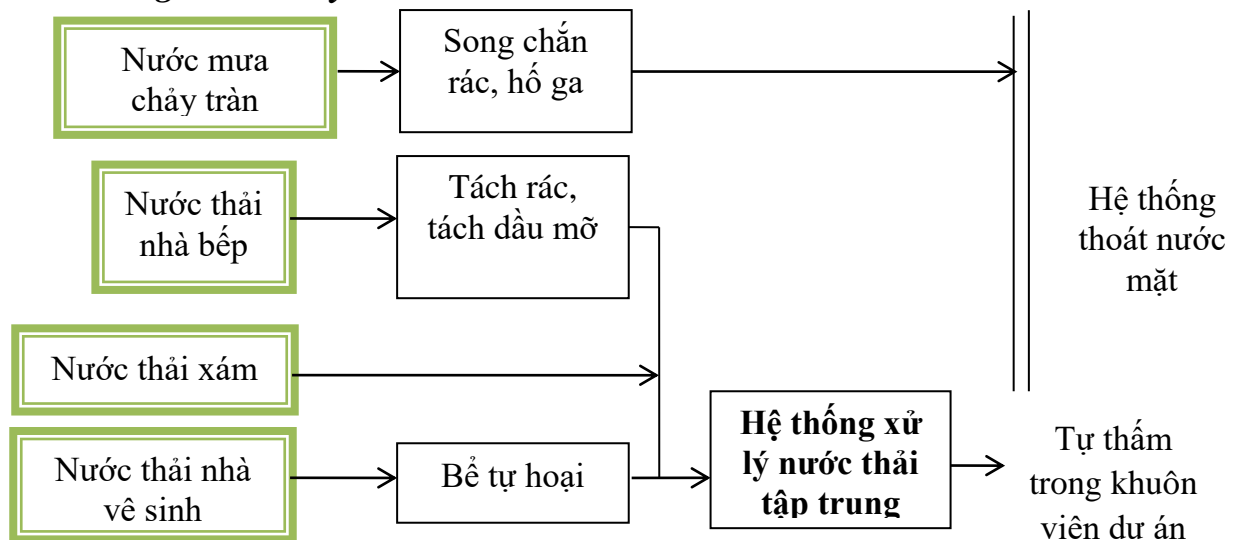 Nước mưa
chảy tràn
Song chắn
rác, hố ga
Nước thải
nhà bếp
Tách rác,
tách dầu mỡ
Hệ thống
thoát nước
mặt
Nước thải xám
Nước thải nhà
vê sinh
Bể tự hoại
Hệ thống xử
lý nước thải
tập trung
Tự thấm
trong khuôn
viên dư án